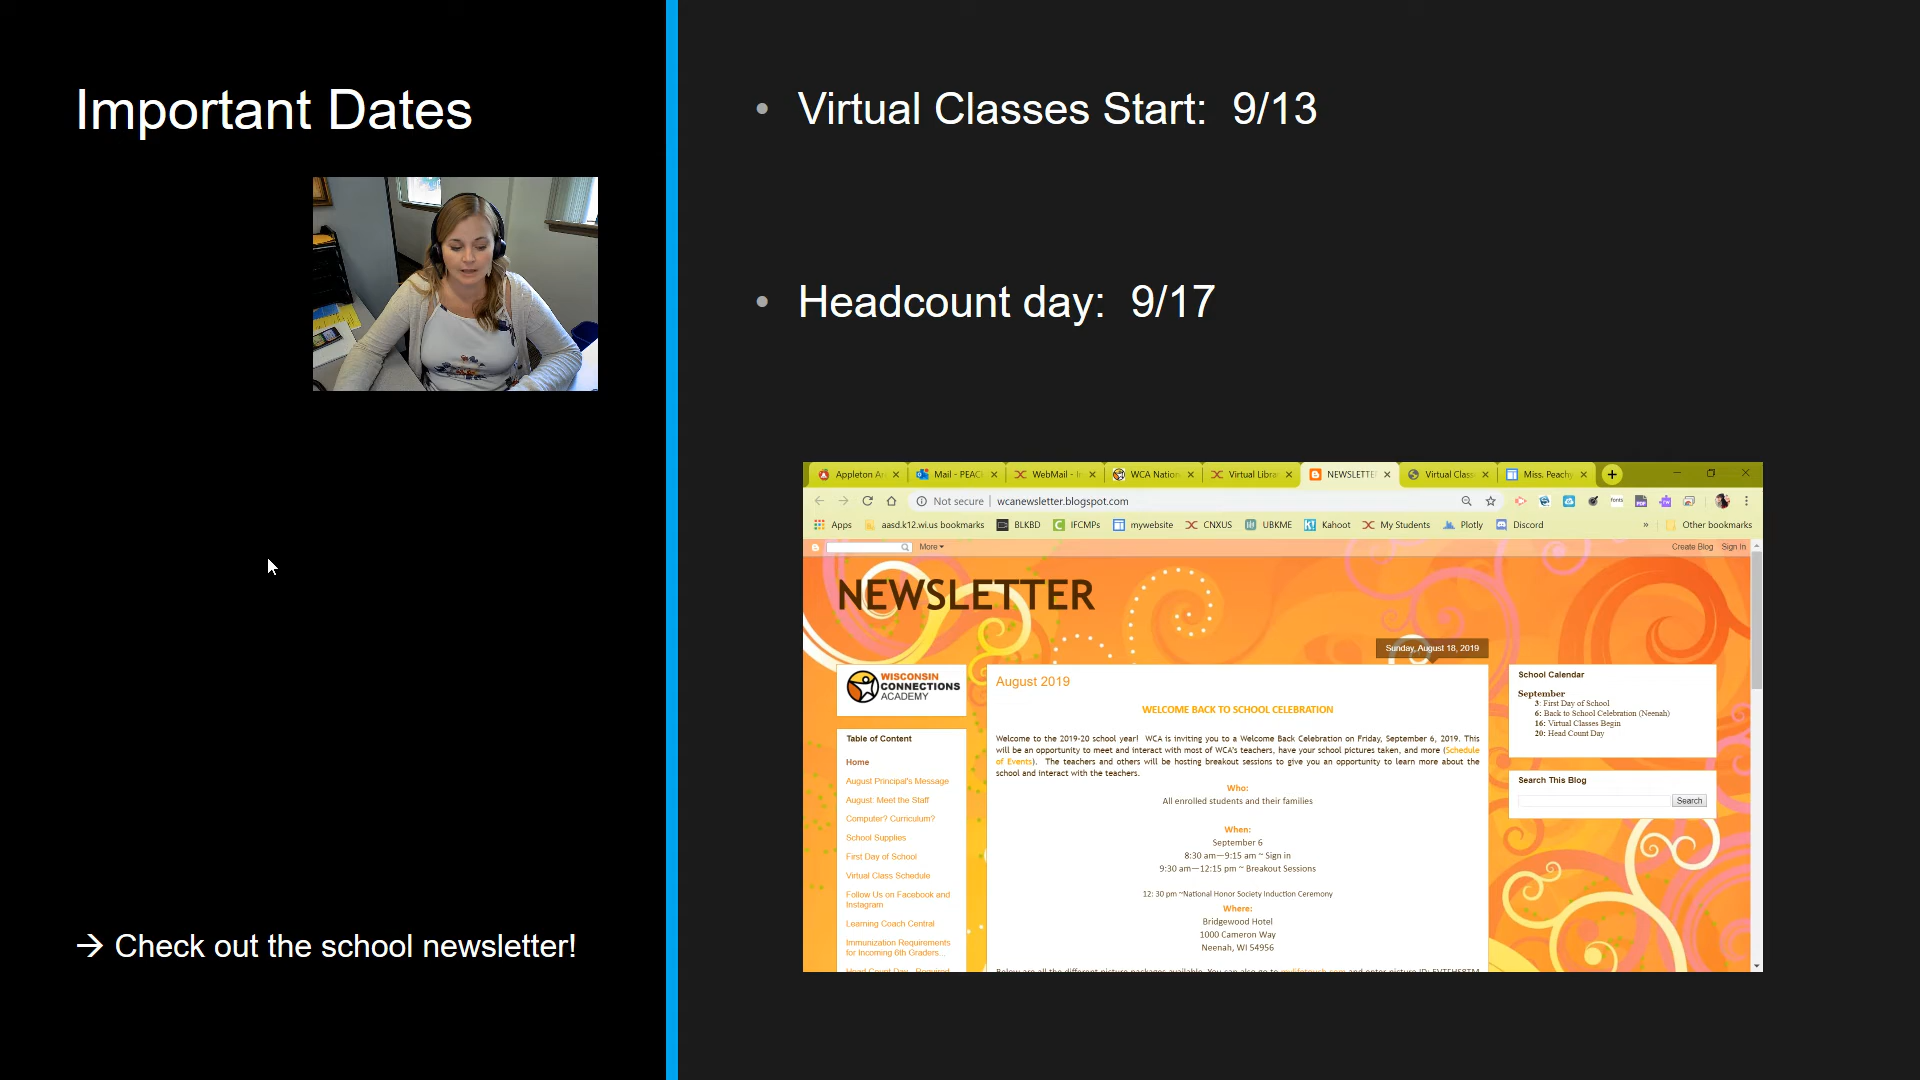 Important Dates
→ Check out the school newsletter!
• Virtual Classes Start: 9/13
• Headcount day: 9/17
Mail - PEAC
WebMail - I
WCA Nation
Virtual Libra
NEWSLETTER
Virtual Class
Miss. Peachy
Not secure | wcanewsletter.blogspot.com
Apps aasd.k12.wi.us bookmarks BLKBD IFCMPs mywebsite CNXUS UBKME Kahoot My Students Plotly Discord » Other bookmarks
More Create Blog Sign In
NEWSLETTER
Sunday, August 18, 2019
WISCONSIN
CONNECTIONS
ACADEMY
Table of Content
Home
August Principal's Message
August: Meet the Staff
Computer? Curriculum?
School Supplies
First Day of School
Virtual Class Schedule
Follow Us on Facebook and
Instagram
Learning Coach Central
Immunization Requirements
for Incoming 6th Graders...
August 2019
WELCOME BACK TO SCHOOL CELEBRATION
Welcome to the 2019-20 school year! WCA is inviting you to a Welcome Back Celebration on Friday, September 6, 2019. This
will be an opportunity to meet and interact with most of WCA's teachers, have your school pictures taken, and more (Schedule
of Events). The teachers and others will be hosting breakout sessions to give you an opportunity to learn more about the
school and interact with the teachers.
Who:
All enrolled students and their families
When:
September 6
8:30 am—9:15 am ~ Sign in
9:30 am—12:15 pm ~ Breakout Sessions
12: 30 pm ~National Honor Society Induction Ceremony
Where:
Bridgewood Hotel
1000 Cameron Way
Neenah, WI 54956
School Calendar
September
3: First Day of School
6: Back to School Celebration (Neenah)
16: Virtual Classes Begin
20: Head Count Day
Search This Blog
Search